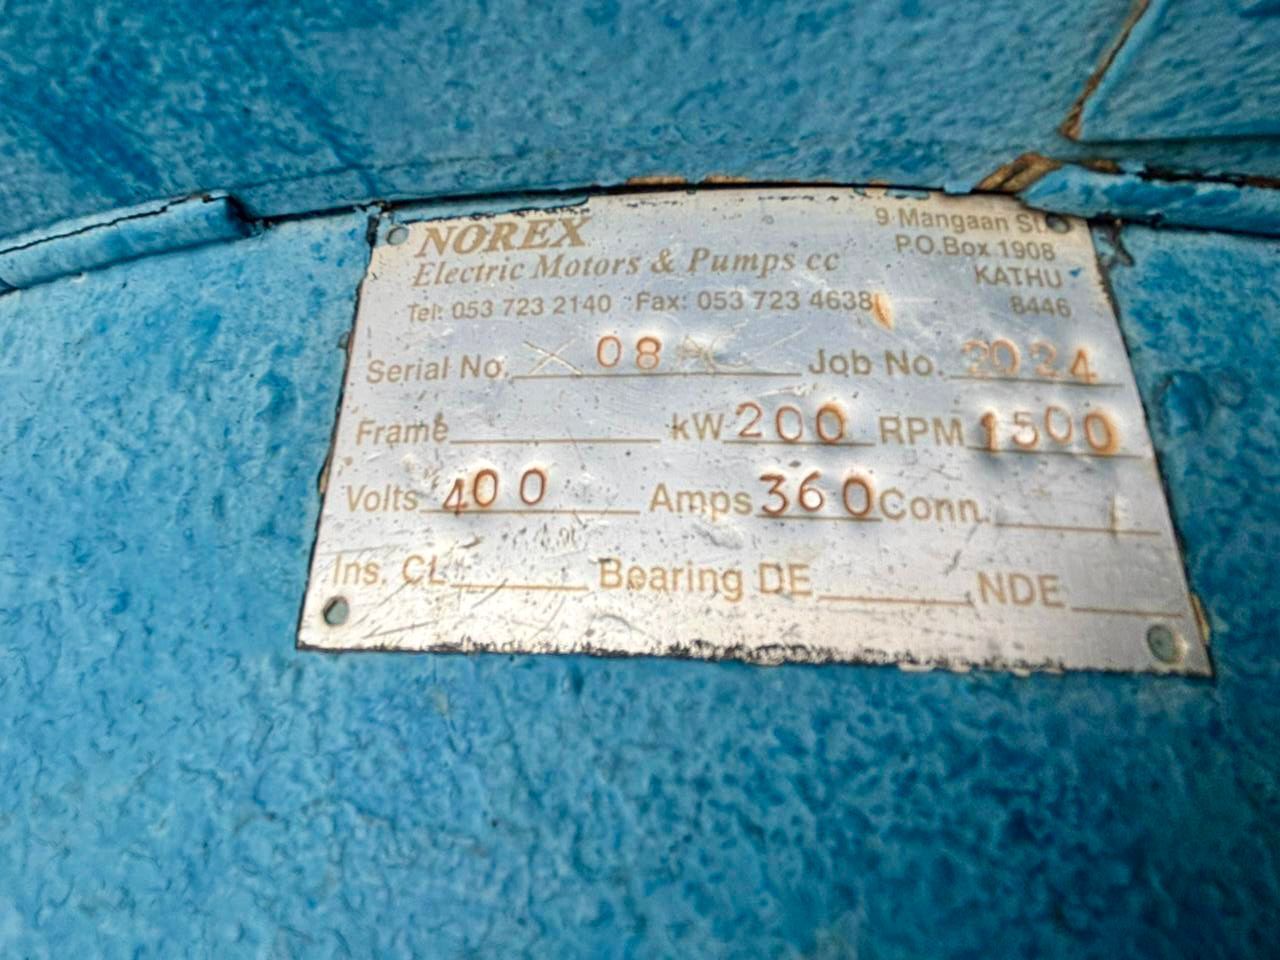 NOREX
Electric Motors & Pumps cc
Tel: 053 723 2140 Fax: 053 723 4638
9 Mangaan St.
P.O.Box 1908
KATHU
8446
Serial No. X 08 Job No. 2024
Frame kW 200 RPM 1500
Volts 400 Amps 360 Conn.
Ins. CL Bearing DE NDE